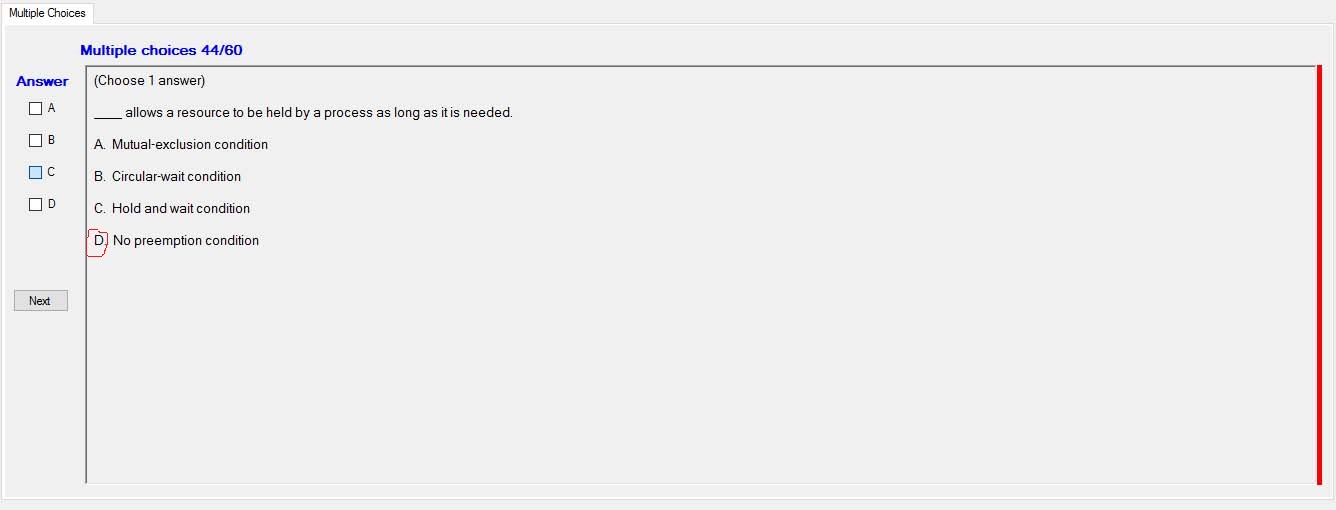 Multiple Choices
Multiple choices 44/60
Answer
A
B
C
D
Next
(Choose 1 answer)
____ allows a resource to be held by a process as long as it is needed.
A. Mutual-exclusion condition
B. Circular-wait condition
C. Hold and wait condition
D. No preemption condition